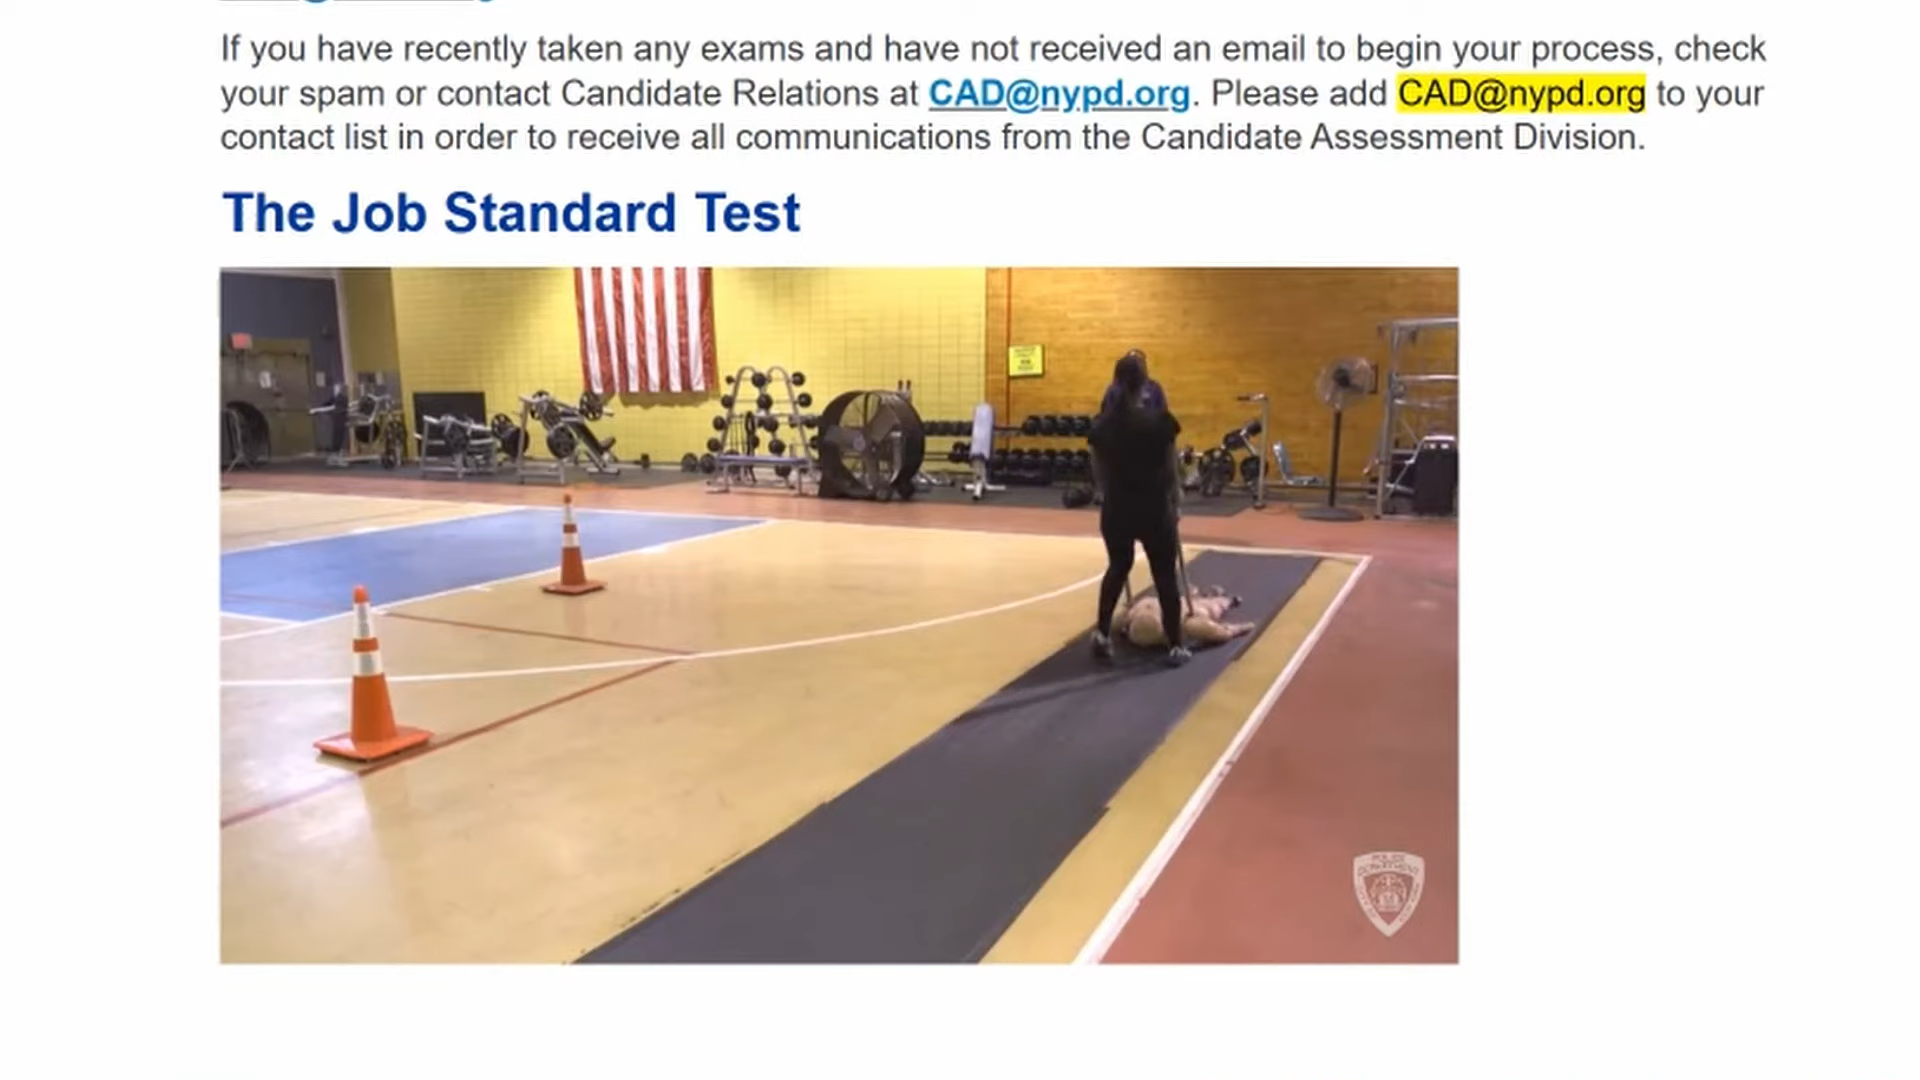 If you have recently taken any exams and have not received an email to begin your process, check
your spam or contact Candidate Relations at CAD@nypd.org. Please add CAD@nypd.org to your
contact list in order to receive all communications from the Candidate Assessment Division.
The Job Standard Test
POLICE
DEPARTMENT